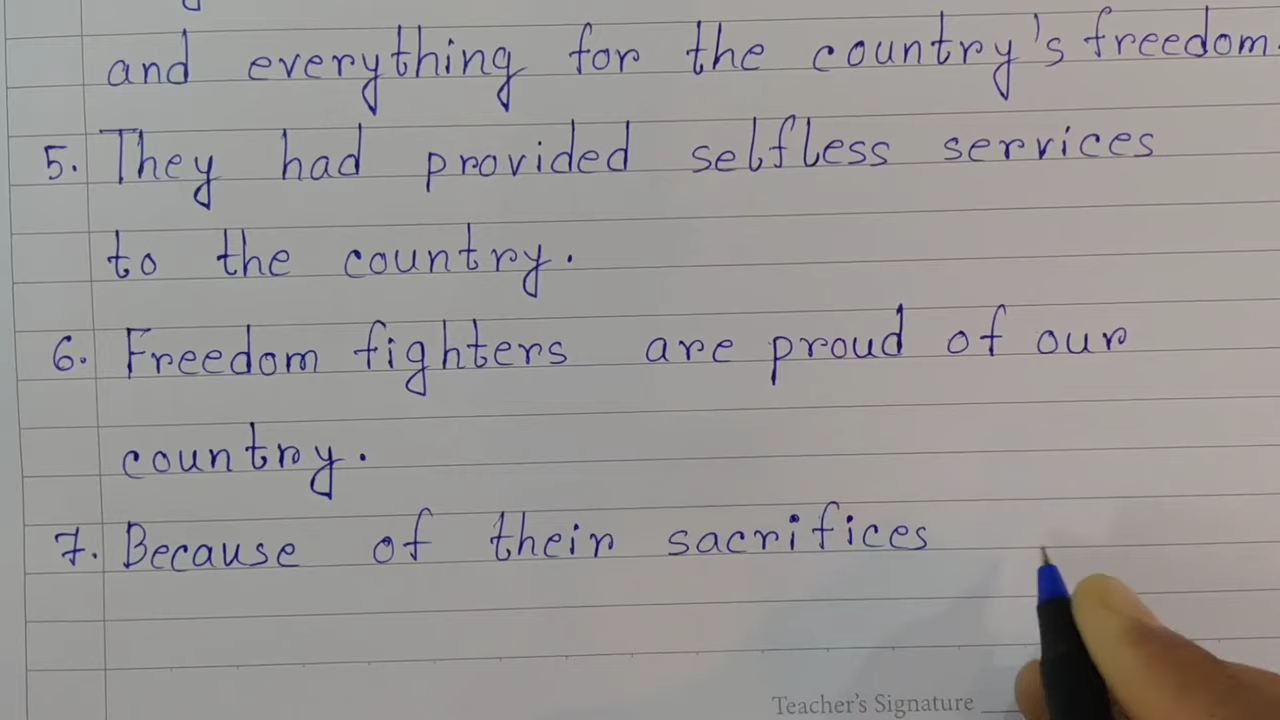 and everything for the country's freedom.
5. They had provided selfless services
to the country.
6. Freedom fighters are proud of our
country.
7. Because of their sacrifices
Teacher's Signature